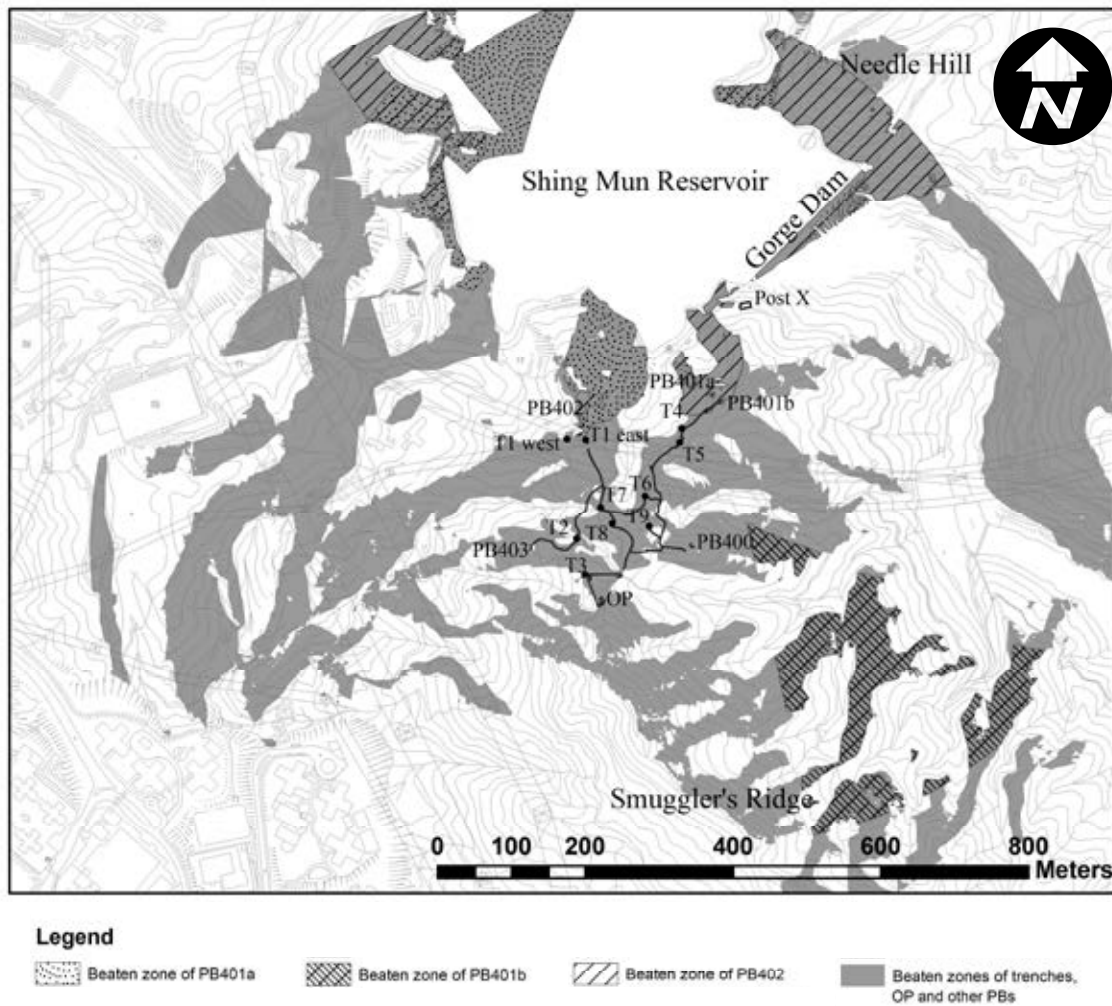 Needle Hill
N
Shing Mun Reservoir
Gorge Dam
Post X
PB401a
PB402
PB401b
T4
T1 west
T1 east
T5
T6
T7
T9
T2
T8
PB403
PB400
T3
OP
Smuggler's Ridge
0 100 200 400 600 800
Meters
Legend
Beaten zone of PB401a
Beaten zone of PB401b
Beaten zone of PB402
Beaten zones of trenches,
OP and other PBs